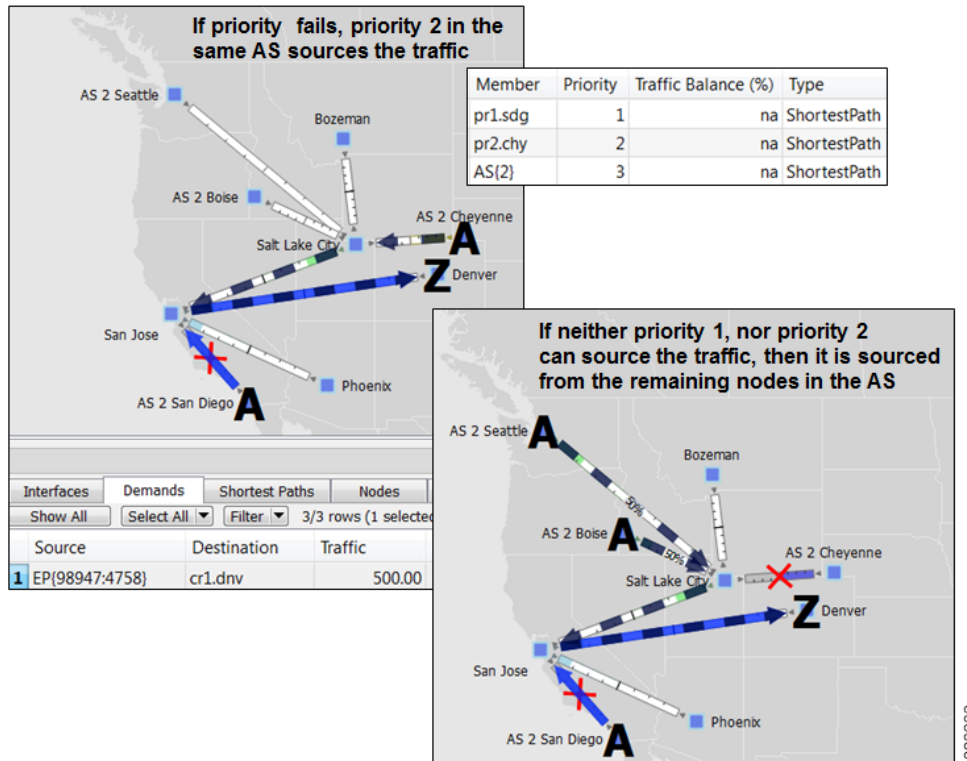 If priority fails, priority 2 in the
same AS sources the traffic
AS 2 Seattle
Bozeman
AS 2 Boise
AS 2 Cheyenne
A
Salt Lake City
Z
Denver
San Jose
Phoenix
AS 2 San Diego
A
Member Priority Traffic Balance (%) Type
pr1.sdg 1 na ShortestPath
pr2.chy 2 na ShortestPath
AS{2} 3 na ShortestPath
Interfaces Demands Shortest Paths Nodes
Show All Select All Filter 3/3 rows (1 selected
Source Destination Traffic
1 EP{98947:4758} cr1.dnv 500.00
If neither priority 1, nor priority 2
can source the traffic, then it is sourced
from the remaining nodes in the AS
AS 2 Seattle
A
Bozeman
50%
AS 2 Boise
A
50%
AS 2 Cheyenne
Salt Lake City
Z
Denver
San Jose
Phoenix
AS 2 San Diego
A